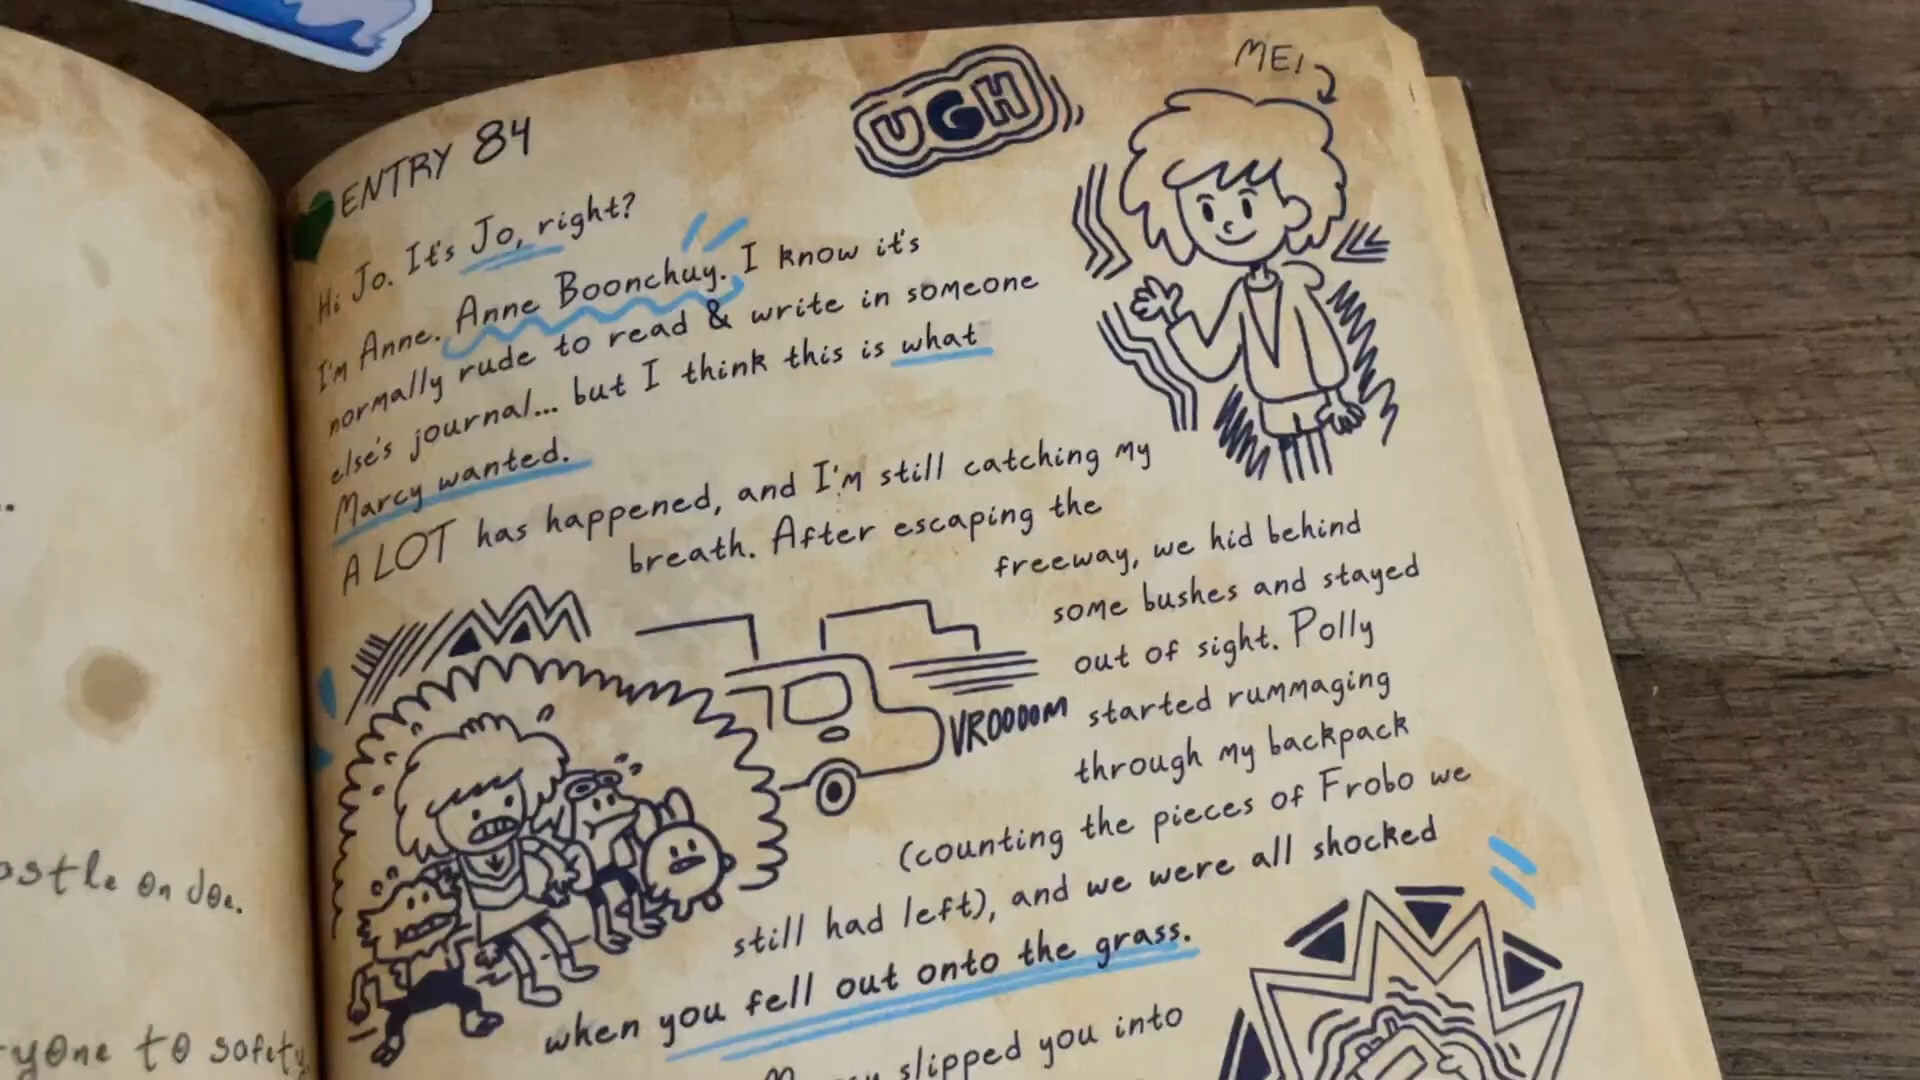 ...
ostle on Joe.
ryone to safety
UGH
ME!
ENTRY 84
Hi Jo. It's Jo, right?
I'm Anne. Anne Boonchuy. I know it's
normally rude to read & write in someone
else's journal... but I think this is what
Marcy wanted.
A LOT has happened, and I'm still catching my
breath. After escaping the
freeway, we hid behind
some bushes and stayed
out of sight. Polly
started rummaging
through my backpack
(counting the pieces of Frobo we
still had left), and we were all shocked
when you fell out onto the grass.
slipped you into
VROOOOM